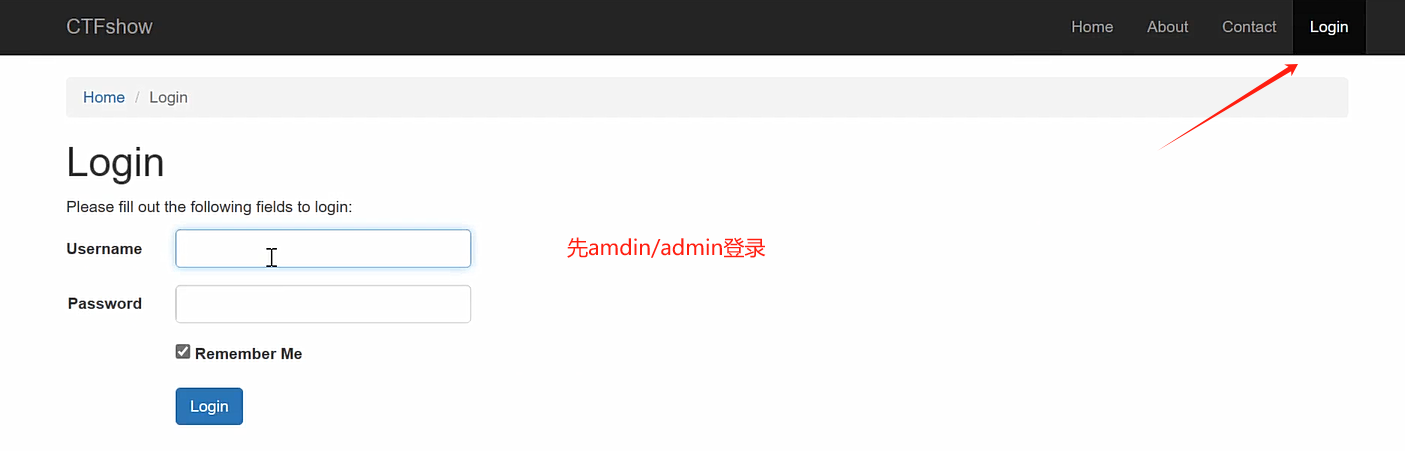 CTFshow Home About Contact Login
Home / Login
Login
Please fill out the following fields to login:
Username
先amdin/admin登录
Password
Remember Me
Login